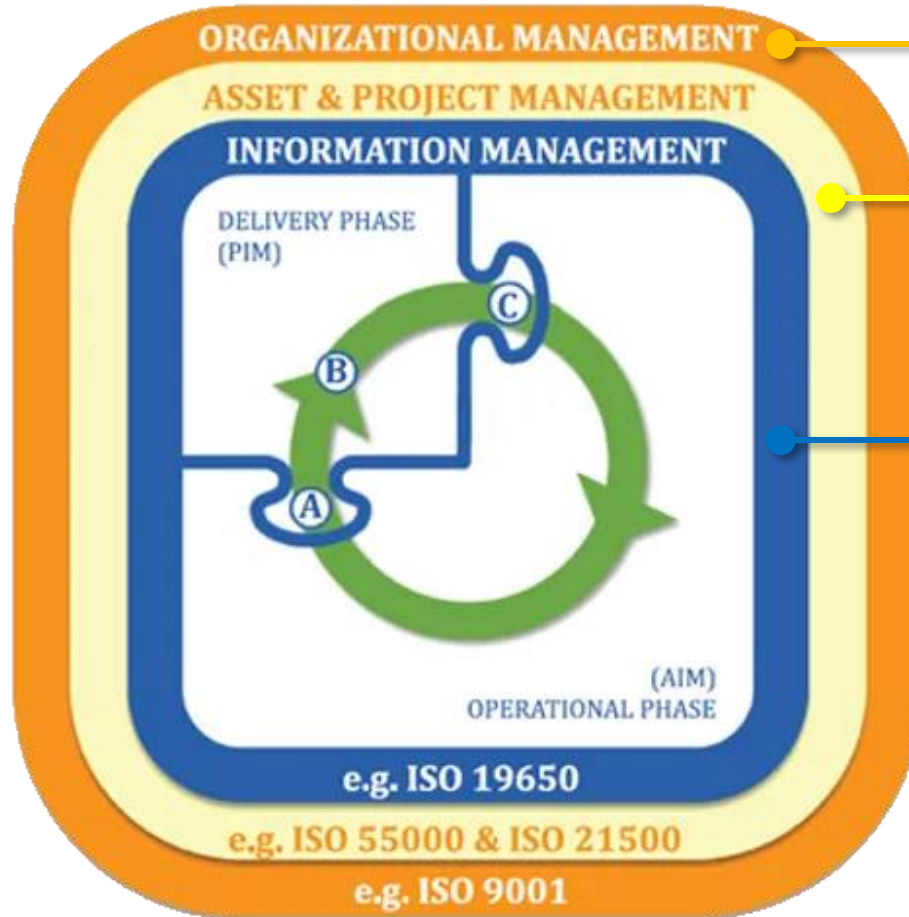 ORGANIZATIONAL MANAGEMENT
ASSET & PROJECT MANAGEMENT
INFORMATION MANAGEMENT
DELIVERY PHASE
(PIM)
C
B
A
(AIM)
OPERATIONAL PHASE
e.g. ISO 19650
e.g. ISO 55000 & ISO 21500
e.g. ISO 9001